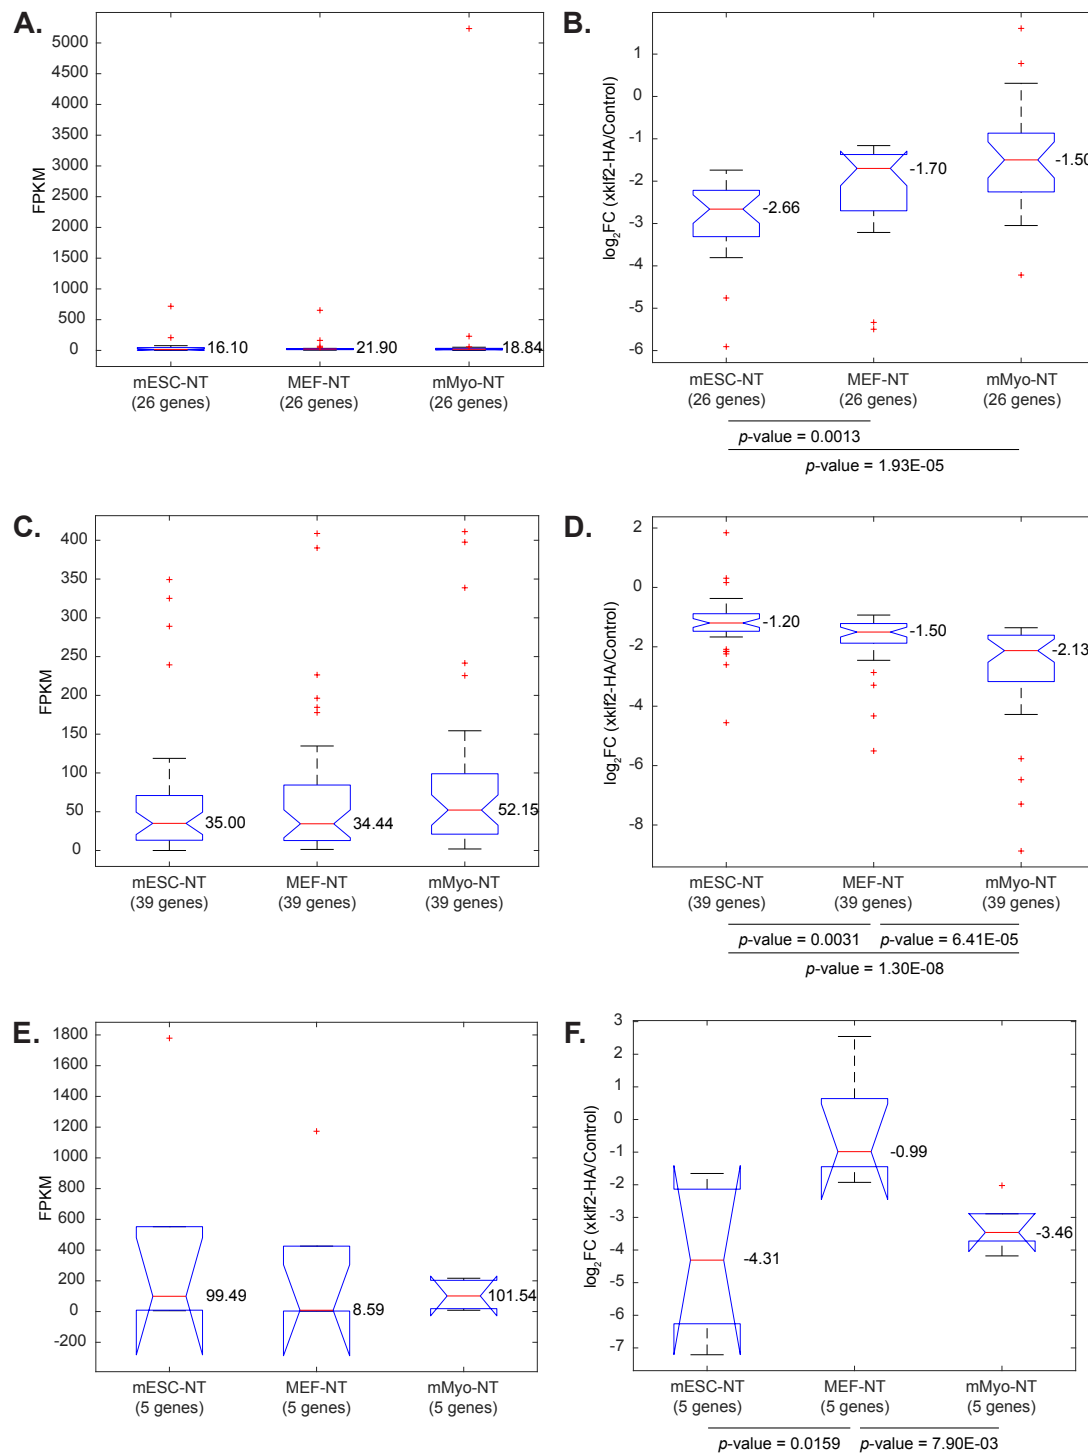 A.
5000
4500
4000
3500
3000
2500
2000
1500
1000
500
0
FPKM
16.10
21.90
18.84
mESC-NT
(26 genes)
MEF-NT
(26 genes)
mMyo-NT
(26 genes)
B.
1
0
-1
-2
-3
-4
-5
-6
log2FC (xklf2-HA/Control)
-2.66
-1.70
-1.50
mESC-NT
(26 genes)
MEF-NT
(26 genes)
mMyo-NT
(26 genes)
p-value = 0.0013
p-value = 1.93E-05
C.
400
350
300
250
200
150
100
50
0
FPKM
35.00
34.44
52.15
mESC-NT
(39 genes)
MEF-NT
(39 genes)
mMyo-NT
(39 genes)
D.
2
0
-2
-4
-6
-8
log2FC (xklf2-HA/Control)
-1.20
-1.50
-2.13
mESC-NT
(39 genes)
MEF-NT
(39 genes)
mMyo-NT
(39 genes)
p-value = 0.0031
p-value = 6.41E-05
p-value = 1.30E-08
E.
1800
1600
1400
1200
1000
800
600
400
200
0
-200
FPKM
99.49
8.59
101.54
mESC-NT
(5 genes)
MEF-NT
(5 genes)
mMyo-NT
(5 genes)
F.
3
2
1
0
-1
-2
-3
-4
-5
-6
-7
log2FC (xklf2-HA/Control)
-4.31
-0.99
-3.46
mESC-NT
(5 genes)
MEF-NT
(5 genes)
mMyo-NT
(5 genes)
p-value = 0.0159
p-value = 7.90E-03